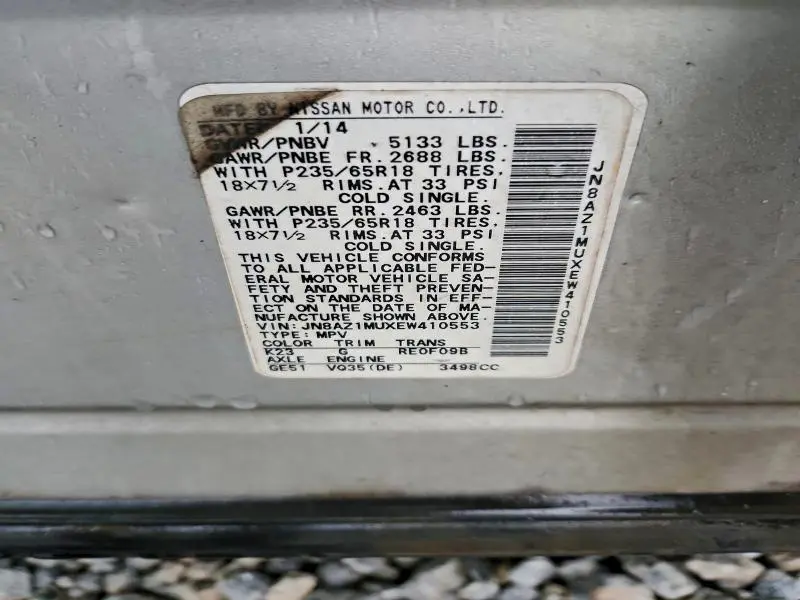 MFD BY NISSAN MOTOR CO.,LTD.
DATE: 1/14
GVWR/PNBV 5133 LBS.
GAWR/PNBE FR. 2688 LBS.
WITH P235/65R18 TIRES,
18X7½ RIMS. AT 33 PSI
COLD SINGLE.
GAWR/PNBE RR. 2463 LBS.
WITH P235/65R18 TIRES,
18X7½ RIMS. AT 33 PSI
COLD SINGLE.
THIS VEHICLE CONFORMS
TO ALL APPLICABLE FED-
ERAL MOTOR VEHICLE SA-
FETY AND THEFT PREVEN-
TION STANDARDS IN EFF-
ECT ON THE DATE OF MA-
NUFACTURE SHOWN ABOVE.
VIN: JN8AZ1MUXEW410553
TYPE: MPV
COLOR TRIM TRANS
K23 G RE0F09B
AXLE ENGINE
GE51 VQ35(DE) 3498CC
JN8AZ1MUXEW410553